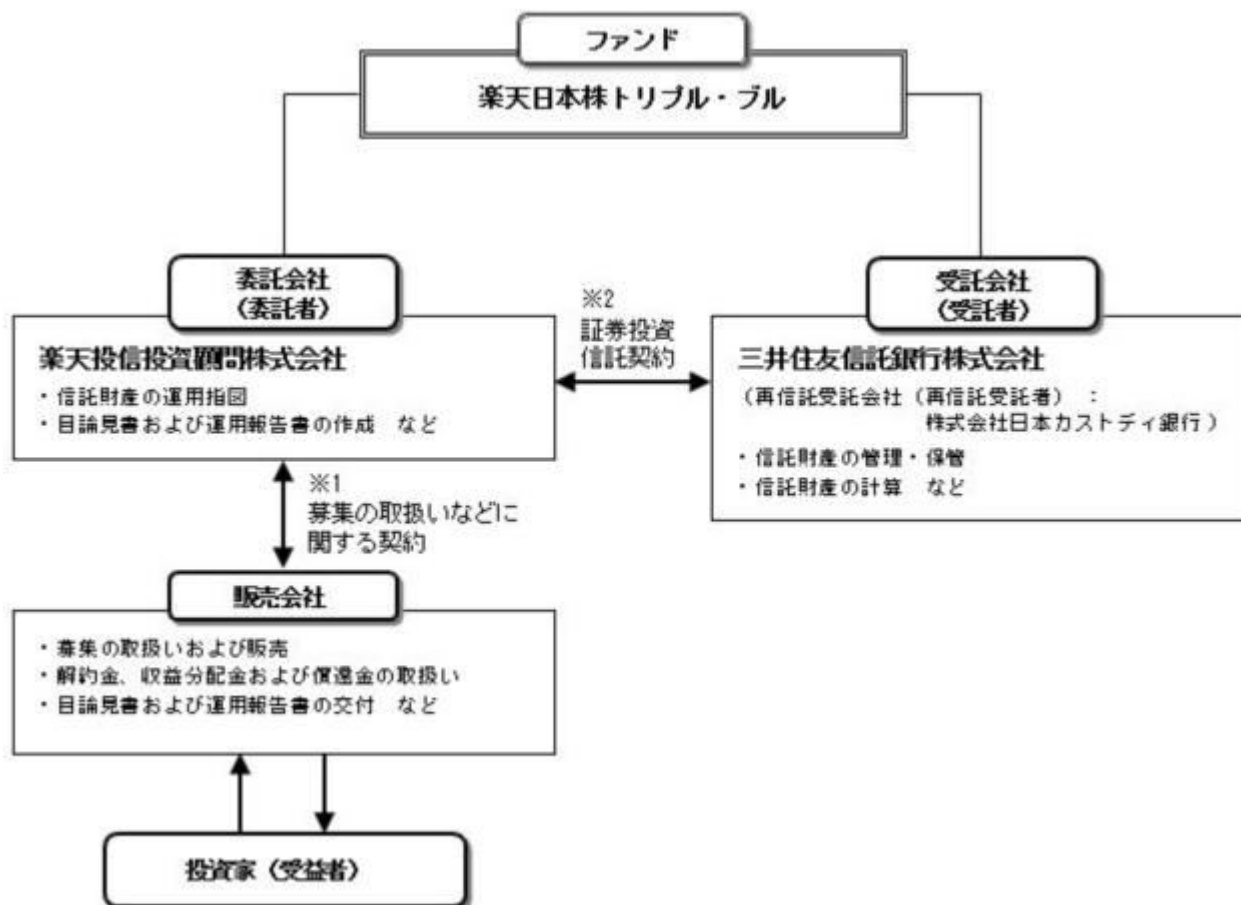 ファンド
楽天日本株トリプル・ブル
委託会社
(委託者)
楽天投信投資顧問株式会社
・信託財産の運用指図
・目論見書および運用報告書の作成 など
※2
証券投資
信託契約
受託会社
(受託者)
三井住友信託銀行株式会社
(再信託受託会社(再信託受託者) :
株式会社日本カストディ銀行)
・信託財産の管理・保管
・信託財産の計算 など
※1
募集の取扱いなどに
関する契約
販売会社
・募集の取扱いおよび販売
・解約金、収益分配金および償還金の取扱い
・目論見書および運用報告書の交付 など
投資家(受益者)